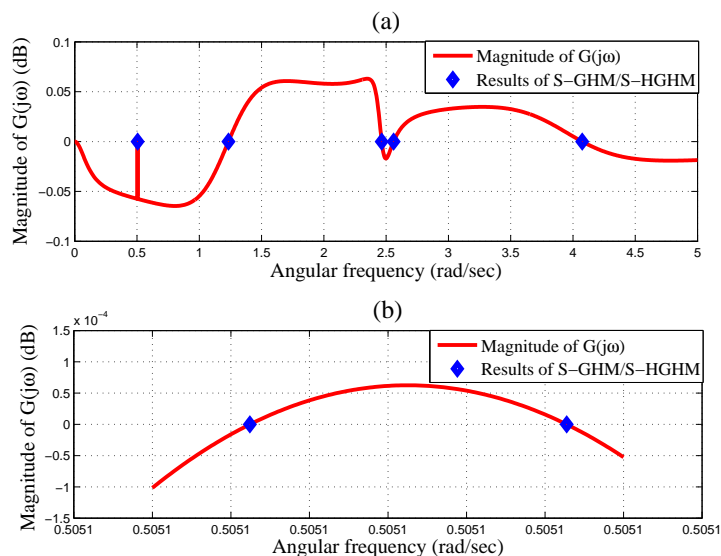 (a)
Magnitude of G(jω) (dB)
0.1
0.05
0
−0.05
−0.1
Magnitude of G(jω)
Results of S−GHM/S−HGHM
0 0.5 1 1.5 2 2.5 3 3.5 4 4.5 5
Angular frequency (rad/sec)
(b)
x 10⁻⁴
Magnitude of G(jω) (dB)
1.5
1
0.5
0
−0.5
−1
−1.5
Magnitude of G(jω)
Results of S−GHM/S−HGHM
0.5051 0.5051 0.5051 0.5051 0.5051 0.5051 0.5051 0.5051 0.5051
Angular frequency (rad/sec)